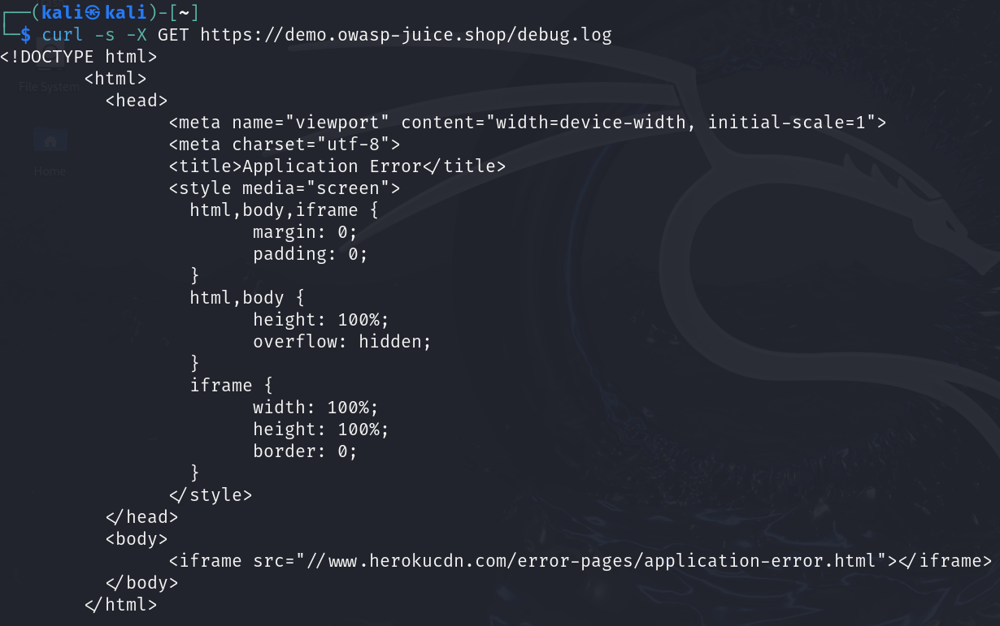 ┌──(kali㉿kali)-[~]
└─$ curl -s -X GET https://demo.owasp-juice.shop/debug.log
<!DOCTYPE html>
        <html>
          <head>
                <meta name="viewport" content="width=device-width, initial-scale=1">
                <meta charset="utf-8">
                <title>Application Error</title>
                <style media="screen">
                  html,body,iframe {
                        margin: 0;
                        padding: 0;
                  }
                  html,body {
                        height: 100%;
                        overflow: hidden;
                  }
                  iframe {
                        width: 100%;
                        height: 100%;
                        border: 0;
                  }
                </style>
          </head>
          <body>
                <iframe src="//www.herokucdn.com/error-pages/application-error.html"></iframe>
          </body>
        </html>
File System
Home